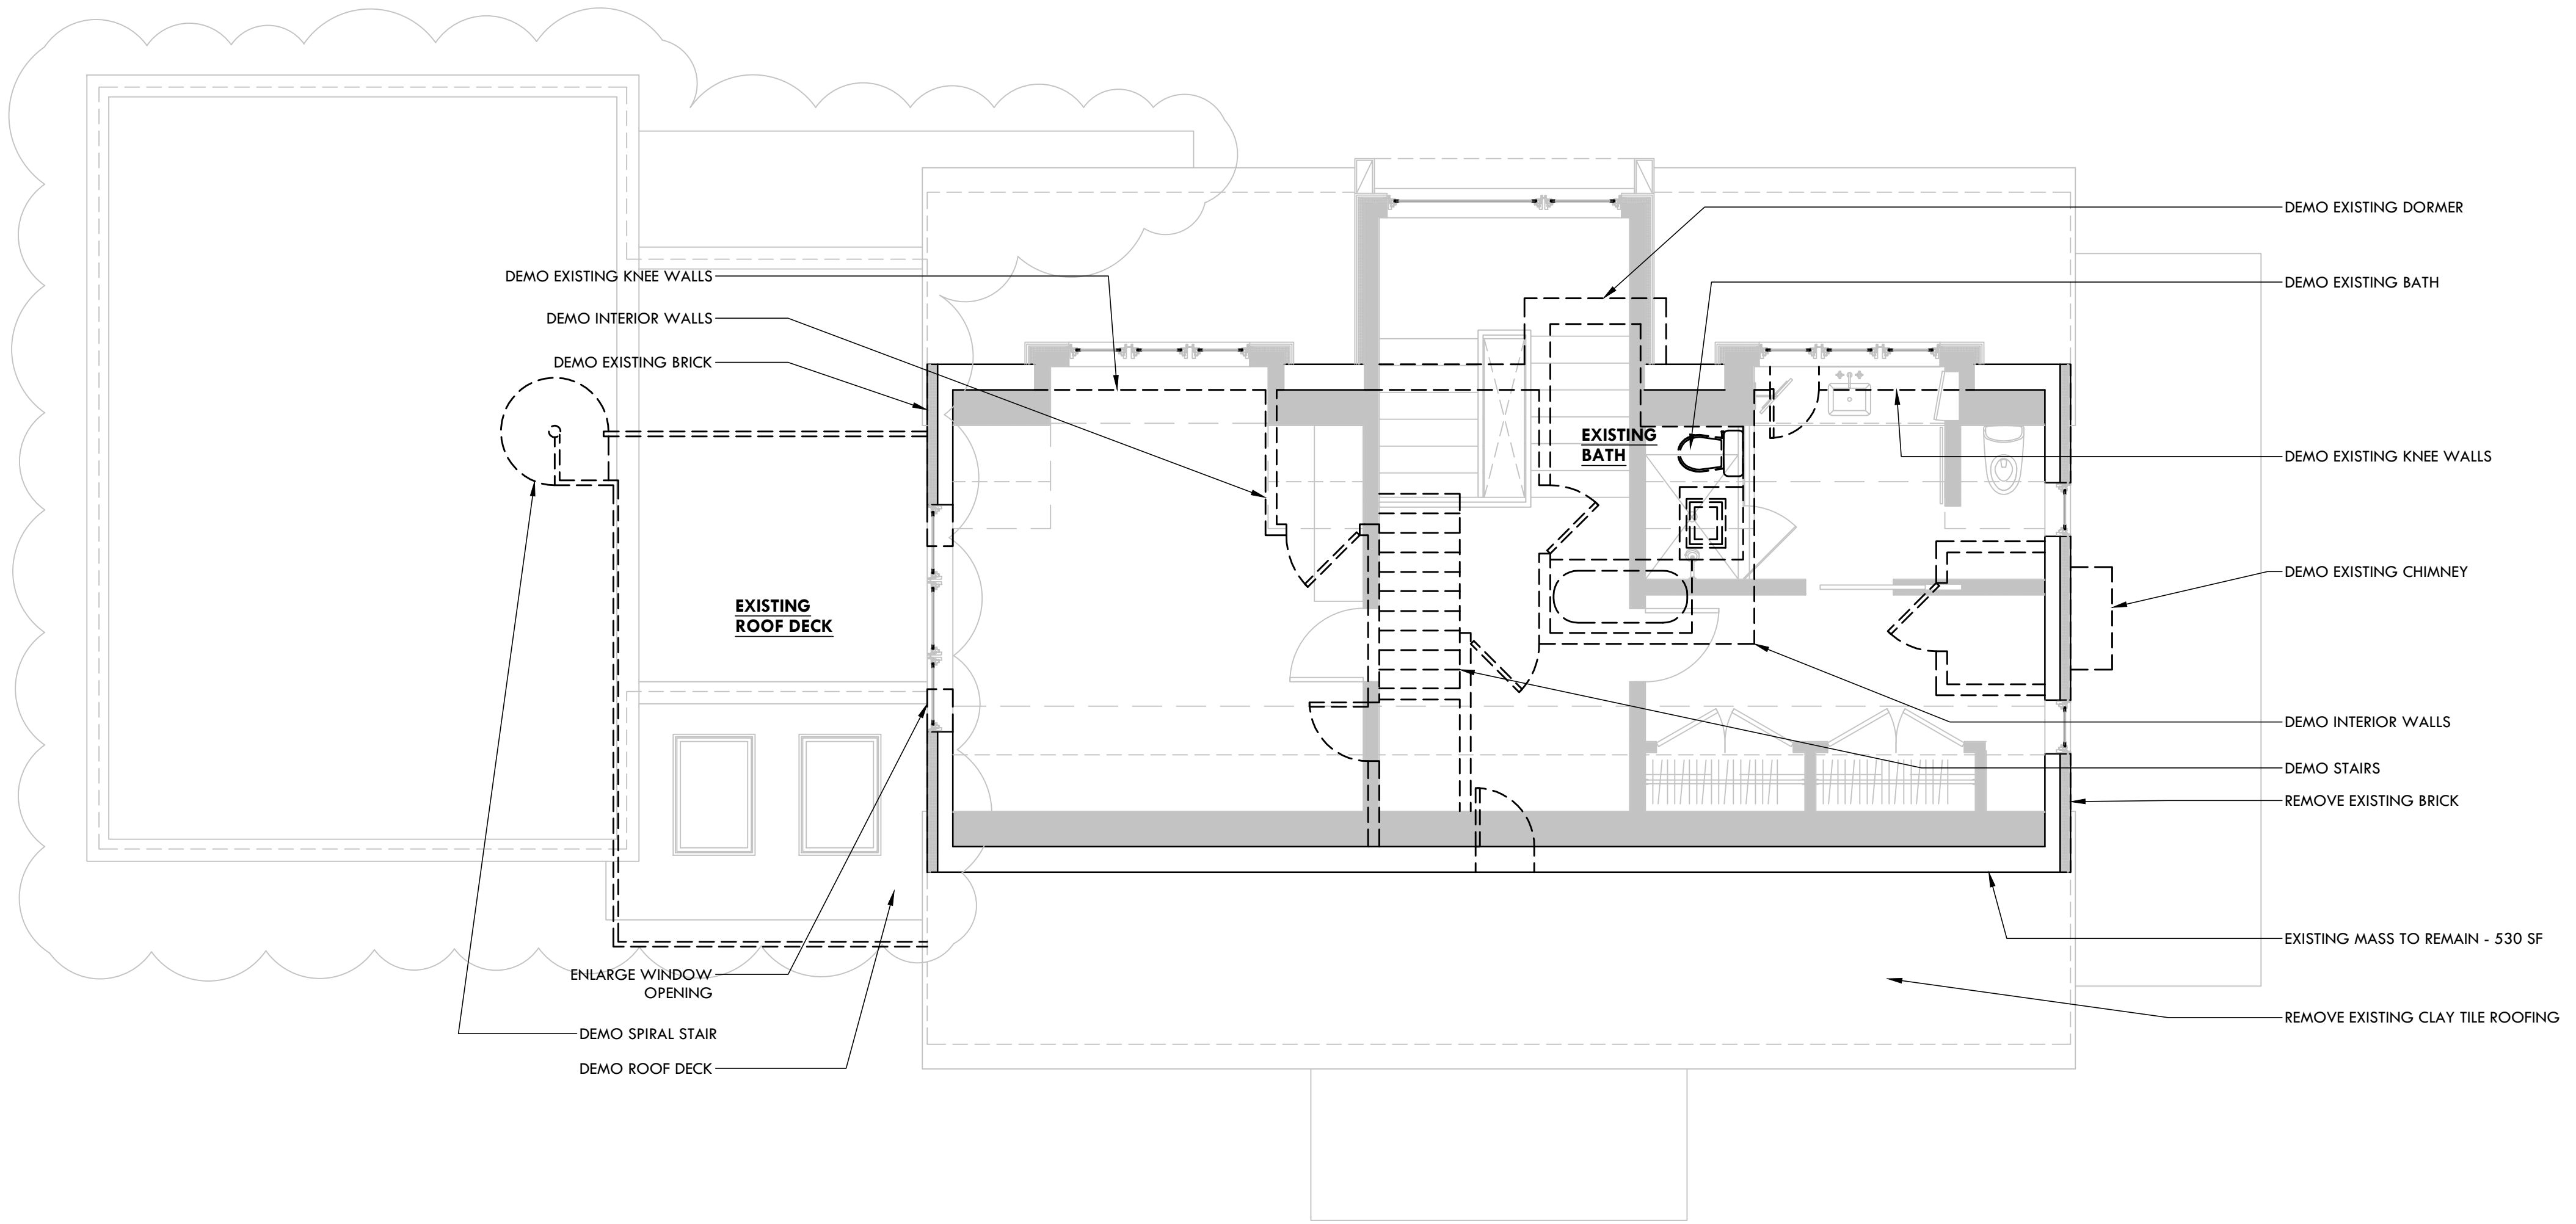 DEMO EXISTING KNEE WALLS
DEMO INTERIOR WALLS
DEMO EXISTING BRICK
EXISTING
ROOF DECK
ENLARGE WINDOW
OPENING
DEMO SPIRAL STAIR
DEMO ROOF DECK
EXISTING
BATH
DEMO EXISTING DORMER
DEMO EXISTING BATH
DEMO EXISTING KNEE WALLS
DEMO EXISTING CHIMNEY
DEMO INTERIOR WALLS
DEMO STAIRS
REMOVE EXISTING BRICK
EXISTING MASS TO REMAIN - 530 SF
REMOVE EXISTING CLAY TILE ROOFING